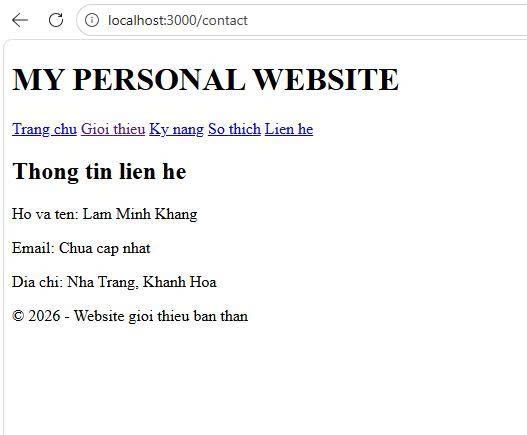 localhost:3000/contact
MY PERSONAL WEBSITE
Trang chu Gioi thieu Ky nang So thich Lien he
Thong tin lien he
Ho va ten: Lam Minh Khang
Email: Chua cap nhat
Dia chi: Nha Trang, Khanh Hoa
© 2026 - Website gioi thieu ban than